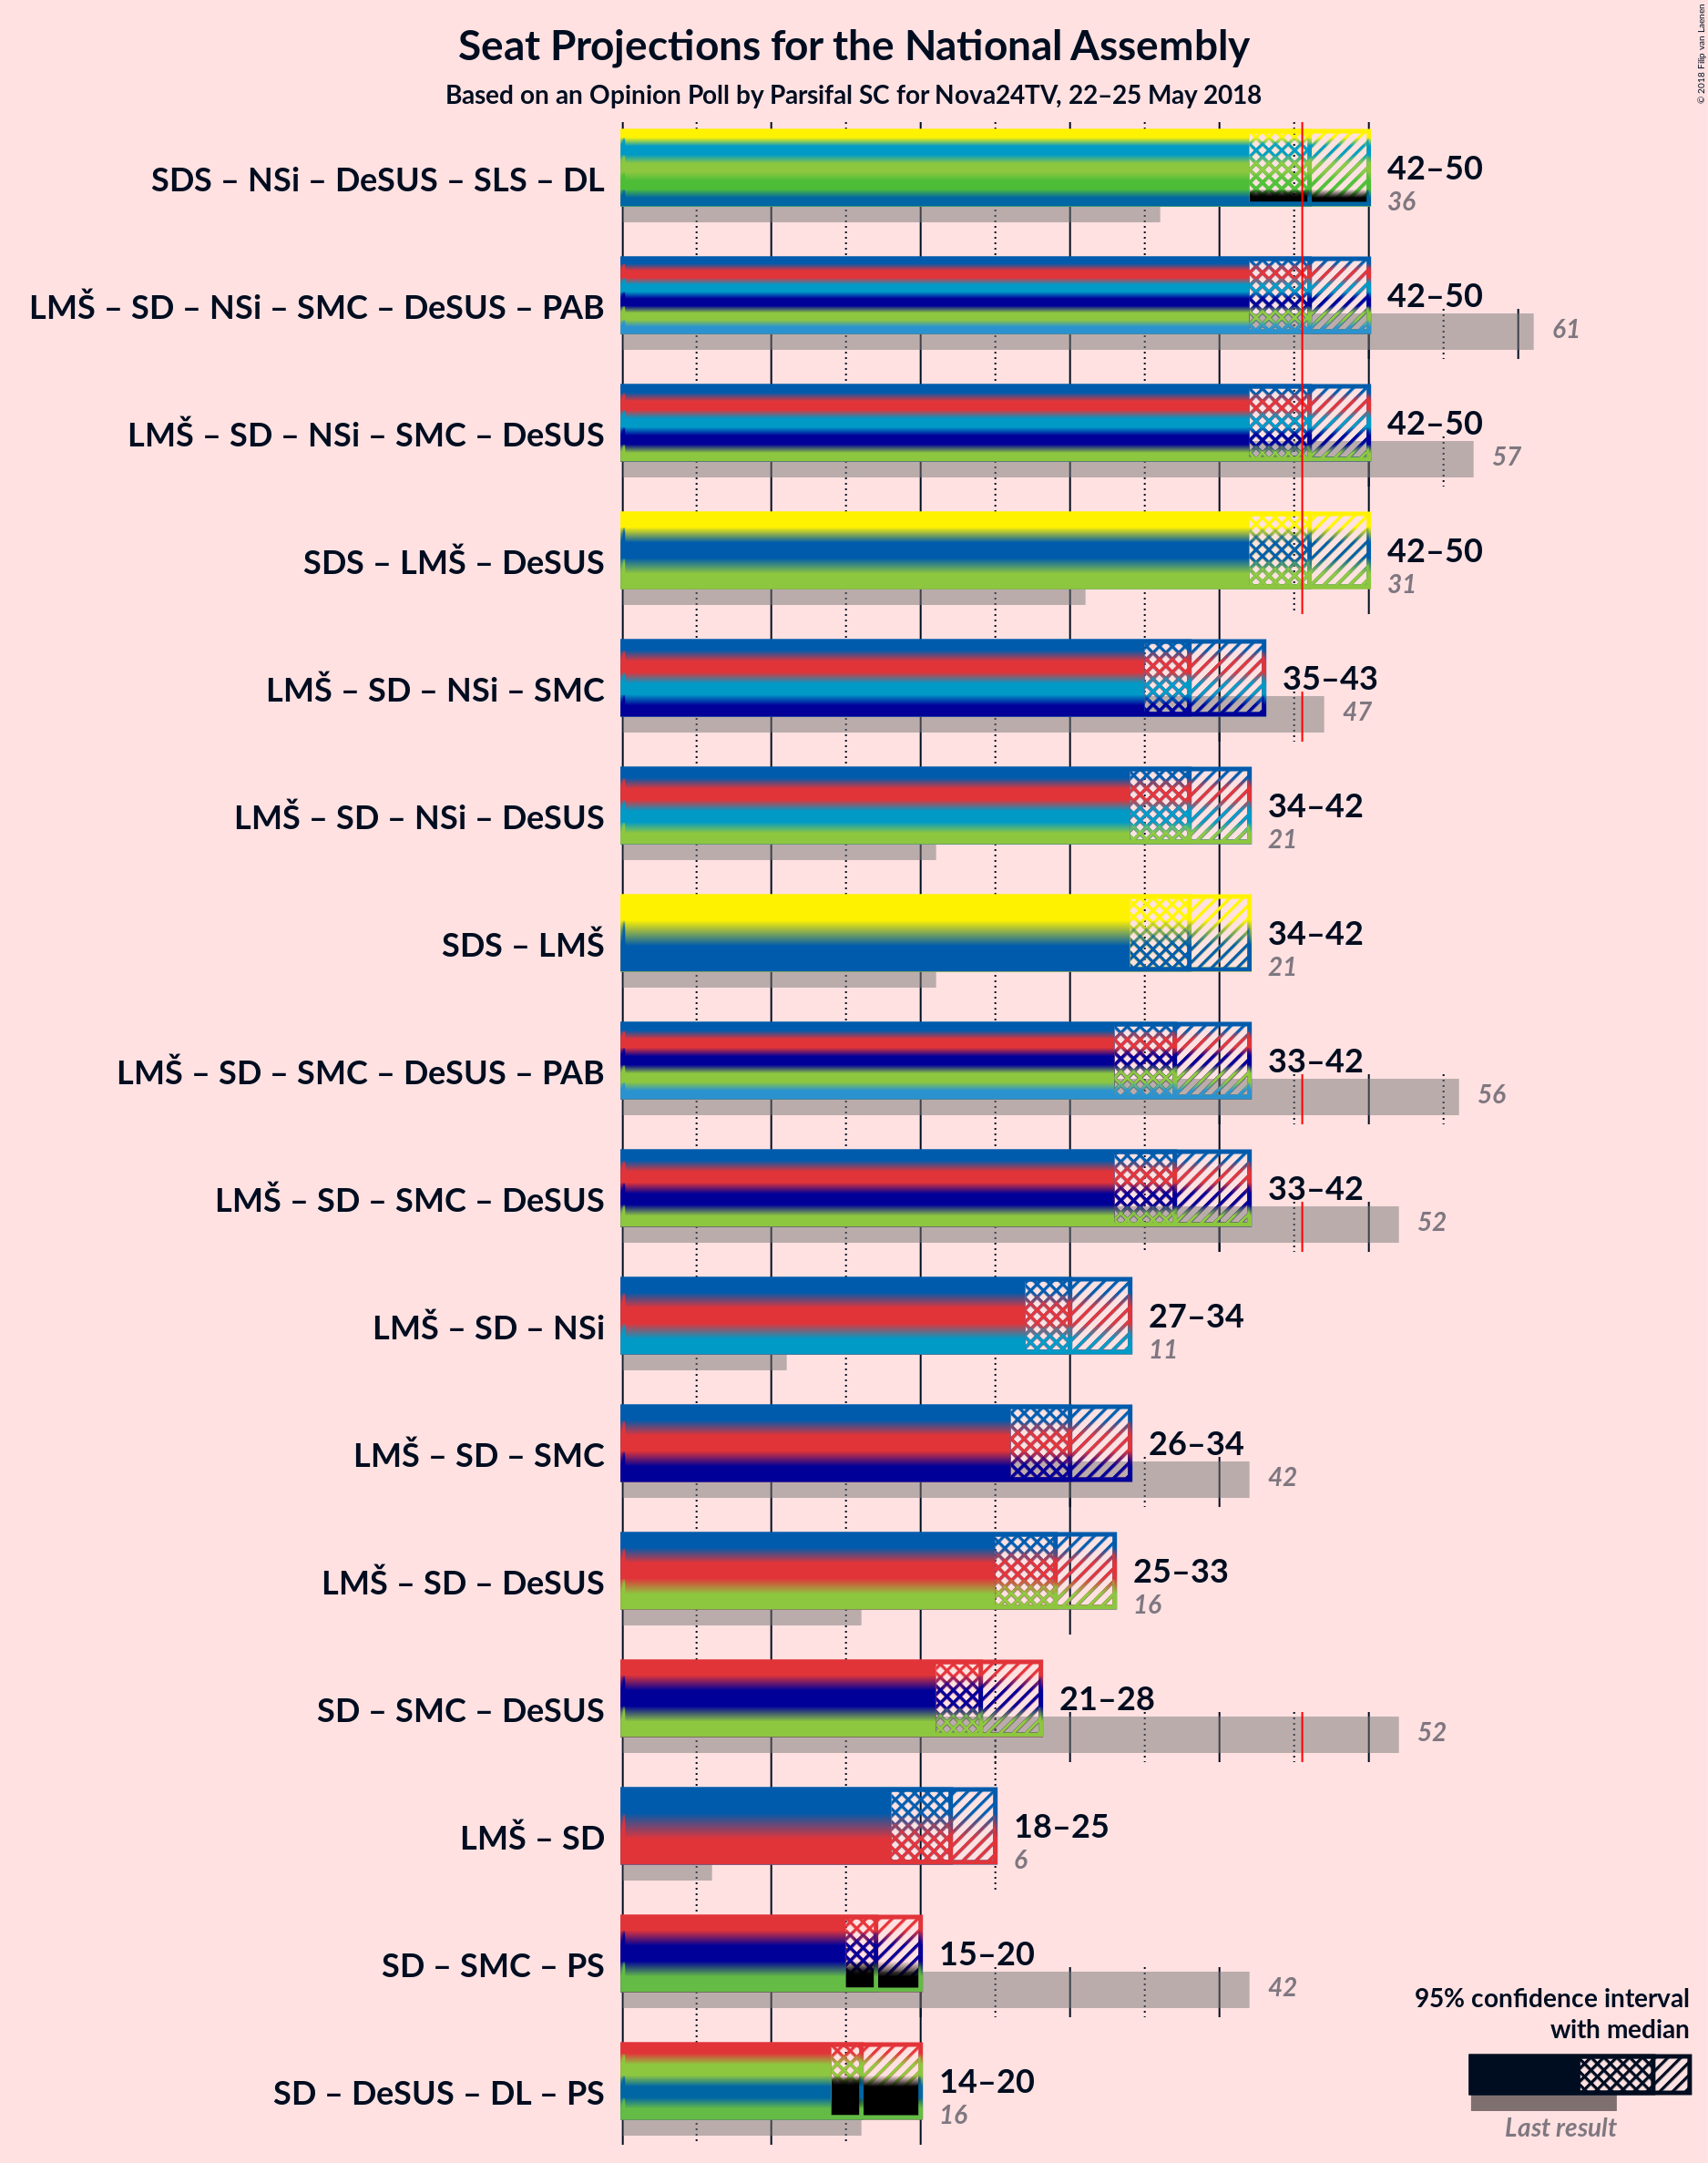 Seat Projections for the National Assembly
Based on an Opinion Poll by Parsifal SC for Nova24TV, 22–25 May 2018
© 2018 Filip van Laenen
SDS – NSi – DeSUS – SLS – DL
42–50
36
LMŠ – SD – NSi – SMC – DeSUS – PAB
42–50
61
LMŠ – SD – NSi – SMC – DeSUS
42–50
57
SDS – LMŠ – DeSUS
42–50
31
LMŠ – SD – NSi – SMC
35–43
47
LMŠ – SD – NSi – DeSUS
34–42
21
SDS – LMŠ
34–42
21
LMŠ – SD – SMC – DeSUS – PAB
33–42
56
LMŠ – SD – SMC – DeSUS
33–42
52
LMŠ – SD – NSi
27–34
11
LMŠ – SD – SMC
26–34
42
LMŠ – SD – DeSUS
25–33
16
SD – SMC – DeSUS
21–28
52
LMŠ – SD
18–25
6
SD – SMC – PS
15–20
42
SD – DeSUS – DL – PS
14–20
16
95% confidence interval
with median
Last result